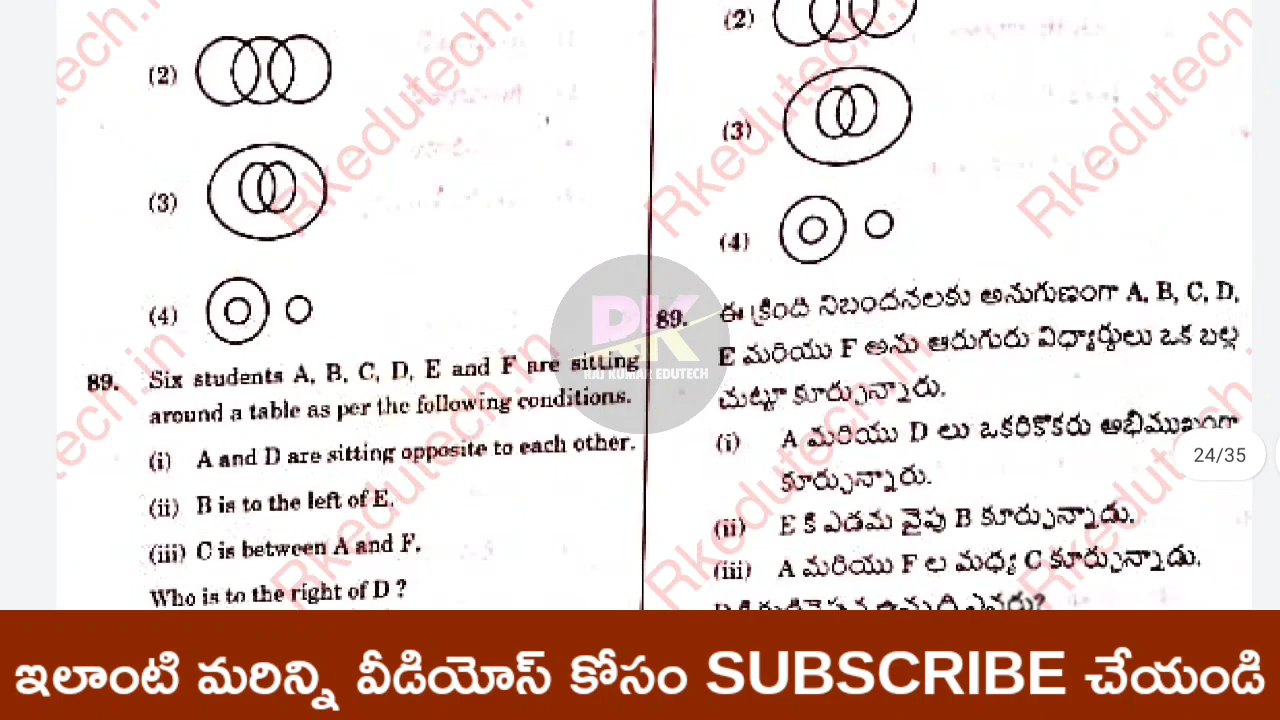 (2)
(3)
(4)
89. Six students A, B, C, D, E and F are sitting
around a table as per the following conditions.
(i) A and D are sitting opposite to each other.
(ii) B is to the left of E.
(iii) C is between A and F.
Who is to the right of D ?
(2)
(3)
(4)
89. ఈ క్రింది నిబందనలకు అనుగుణంగా A, B, C, D,
E మరియు F అను ఆరుగురు విద్యార్థులు ఒక బల్ల
చుట్టూ కూర్చున్నారు.
(i) A మరియు D లు ఒకరికొకరు అభిముఖంగా
కూర్చున్నారు.
(ii) E కి ఎడమ వైపు B కూర్చున్నాడు.
(iii) A మరియు F ల మధ్య C కూర్చున్నాడు.
RAJ KUMAR EDUTECH
24/35
Rkedutech.in
ఇలాంటి మరిన్ని వీడియోస్ కోసం SUBSCRIBE చేయండి